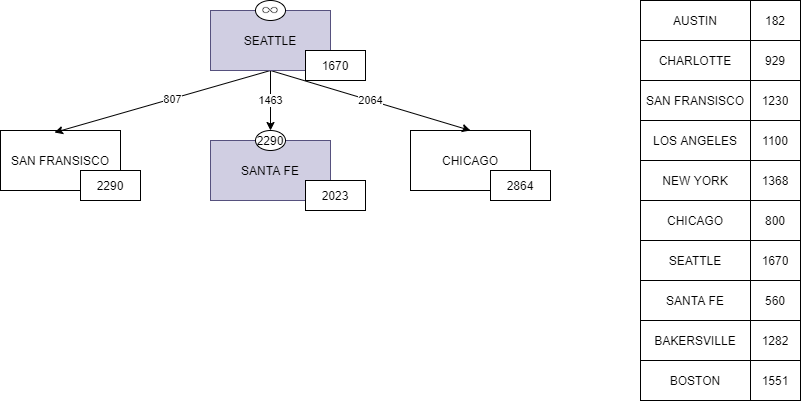 ∞
SEATTLE
1670
807
1463
2064
SAN FRANSISCO
2290
2290
SANTA FE
2023
CHICAGO
2864
AUSTIN 182
CHARLOTTE 929
SAN FRANSISCO 1230
LOS ANGELES 1100
NEW YORK 1368
CHICAGO 800
SEATTLE 1670
SANTA FE 560
BAKERSVILLE 1282
BOSTON 1551